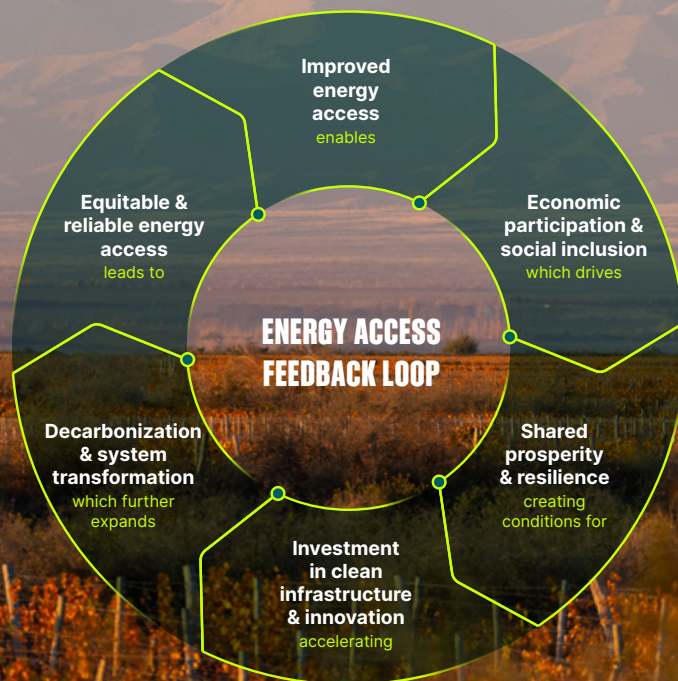 Improved
energy
access
enables
Economic
participation &
social inclusion
which drives
Shared
prosperity
& resilience
creating
conditions for
Investment
in clean
infrastructure
& innovation
accelerating
Decarbonization
& system
transformation
which further
expands
Equitable &
reliable energy
access
leads to
ENERGY ACCESS
FEEDBACK LOOP